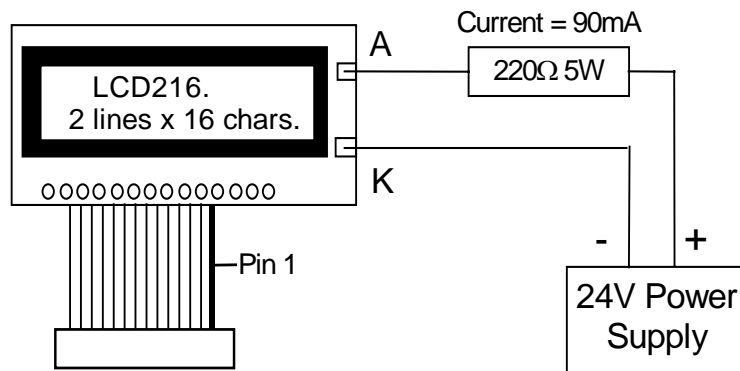 Current = 90mA
A
220Ω 5W
LCD216.
2 lines x 16 chars.
K
- +
Pin 1
24V Power
Supply